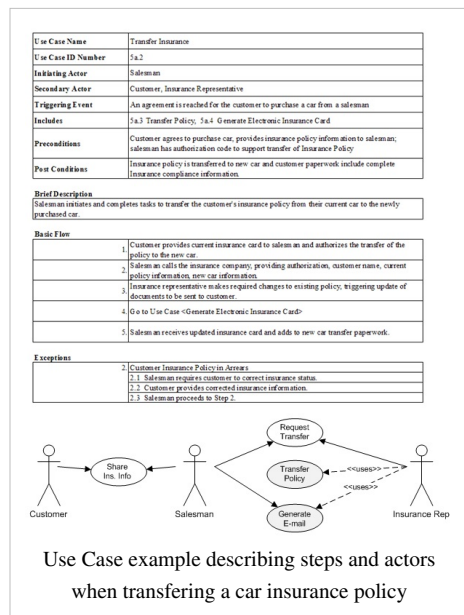 Use Case Name Transfer Insurance
Use Case ID Number 5a.2
Initiating Actor Salesman
Secondary Actor Customer, Insurance Representative
Triggering Event An agreement is reached for the customer to purchase a car from a salesman
Includes 5a.3 Transfer Policy, 5a.4 Generate Electronic Insurance Card
Preconditions Customer agrees to purchase car, provides insurance policy information to salesman;
salesman has authorization code to support transfer of Insurance Policy
Post Conditions Insurance policy is transferred to new car and customer paperwork include complete
Insurance compliance information.
Brief Description
Salesman initiates and completes tasks to transfer the customer's insurance policy from their current car to the newly
purchased car.
Basic Flow
1. Customer provides current insurance card to salesman and authorizes the transfer of the
policy to the new car.
2. Salesman calls the insurance company, providing authorization, customer name, current
policy information, new car information.
3. Insurance representative makes required changes to existing policy, triggering update of
documents to be sent to customer.
4. Go to Use Case <Generate Electronic Insurance Card>
5. Salesman receives updated insurance card and adds to new car transfer paperwork.
Exceptions
2. Customer Insurance Policy in Arrears
2.1 Salesman requires customer to correct insurance status.
2.2 Customer provides corrected insurance information.
2.3 Salesman proceeds to Step 2.
Request
Transfer
Share
Ins. Info
Transfer
Policy
<<uses>>
<<uses>>
Generate
E-mail
Customer
Salesman
Insurance Rep
Use Case example describing steps and actors
when transfering a car insurance policy